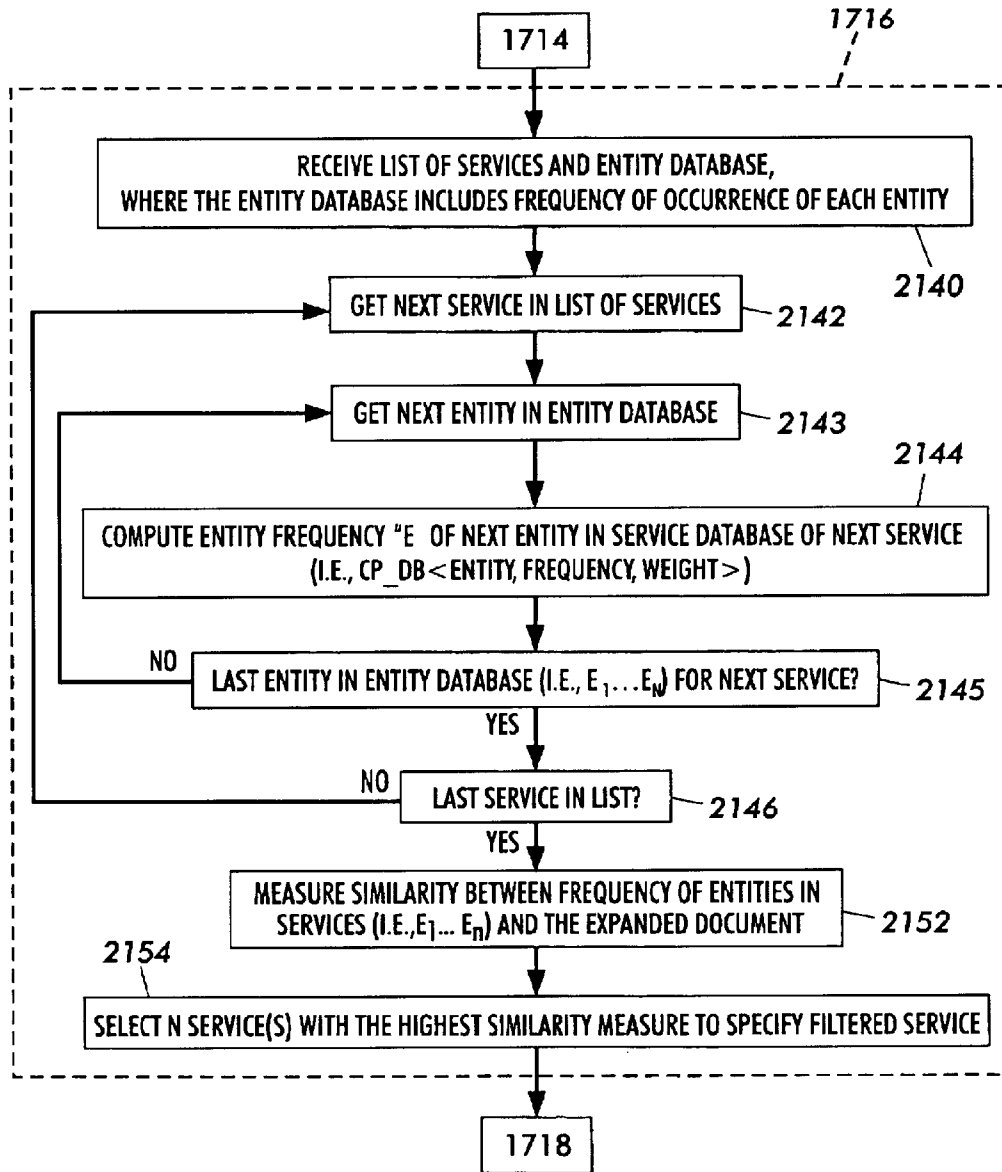 1714
1716
RECEIVE LIST OF SERVICES AND ENTITY DATABASE,
WHERE THE ENTITY DATABASE INCLUDES FREQUENCY OF OCCURRENCE OF EACH ENTITY
2140
GET NEXT SERVICE IN LIST OF SERVICES
2142
GET NEXT ENTITY IN ENTITY DATABASE
2143
2144
COMPUTE ENTITY FREQUENCY "E OF NEXT ENTITY IN SERVICE DATABASE OF NEXT SERVICE
(I.E., CP_DB<ENTITY, FREQUENCY, WEIGHT>)
NO
LAST ENTITY IN ENTITY DATABASE (I.E., E1...EN) FOR NEXT SERVICE?
2145
YES
NO
LAST SERVICE IN LIST?
2146
YES
MEASURE SIMILARITY BETWEEN FREQUENCY OF ENTITIES IN
SERVICES (I.E.,E1... En) AND THE EXPANDED DOCUMENT
2152
2154
SELECT N SERVICE(S) WITH THE HIGHEST SIMILARITY MEASURE TO SPECIFY FILTERED SERVICE
1718